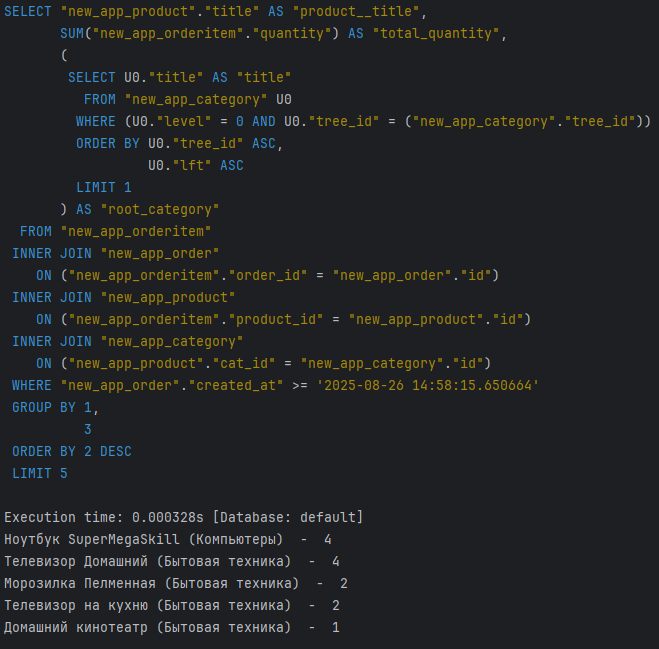 SELECT "new_app_product"."title" AS "product__title",
SUM("new_app_orderitem"."quantity") AS "total_quantity",
(
SELECT U0."title" AS "title"
FROM "new_app_category" U0
WHERE (U0."level" = 0 AND U0."tree_id" = ("new_app_category"."tree_id"))
ORDER BY U0."tree_id" ASC,
U0."lft" ASC
LIMIT 1
) AS "root_category"
FROM "new_app_orderitem"
INNER JOIN "new_app_order"
ON ("new_app_orderitem"."order_id" = "new_app_order"."id")
INNER JOIN "new_app_product"
ON ("new_app_orderitem"."product_id" = "new_app_product"."id")
INNER JOIN "new_app_category"
ON ("new_app_product"."cat_id" = "new_app_category"."id")
WHERE "new_app_order"."created_at" >= '2025-08-26 14:58:15.650664'
GROUP BY 1,
3
ORDER BY 2 DESC
LIMIT 5
Execution time: 0.000328s [Database: default]
Ноутбук SuperMegaSkill (Компьютеры)  -  4
Телевизор Домашний (Бытовая техника)  -  4
Морозилка Пелменная (Бытовая техника)  -  2
Телевизор на кухню (Бытовая техника)  -  2
Домашний кинотеатр (Бытовая техника)  -  1